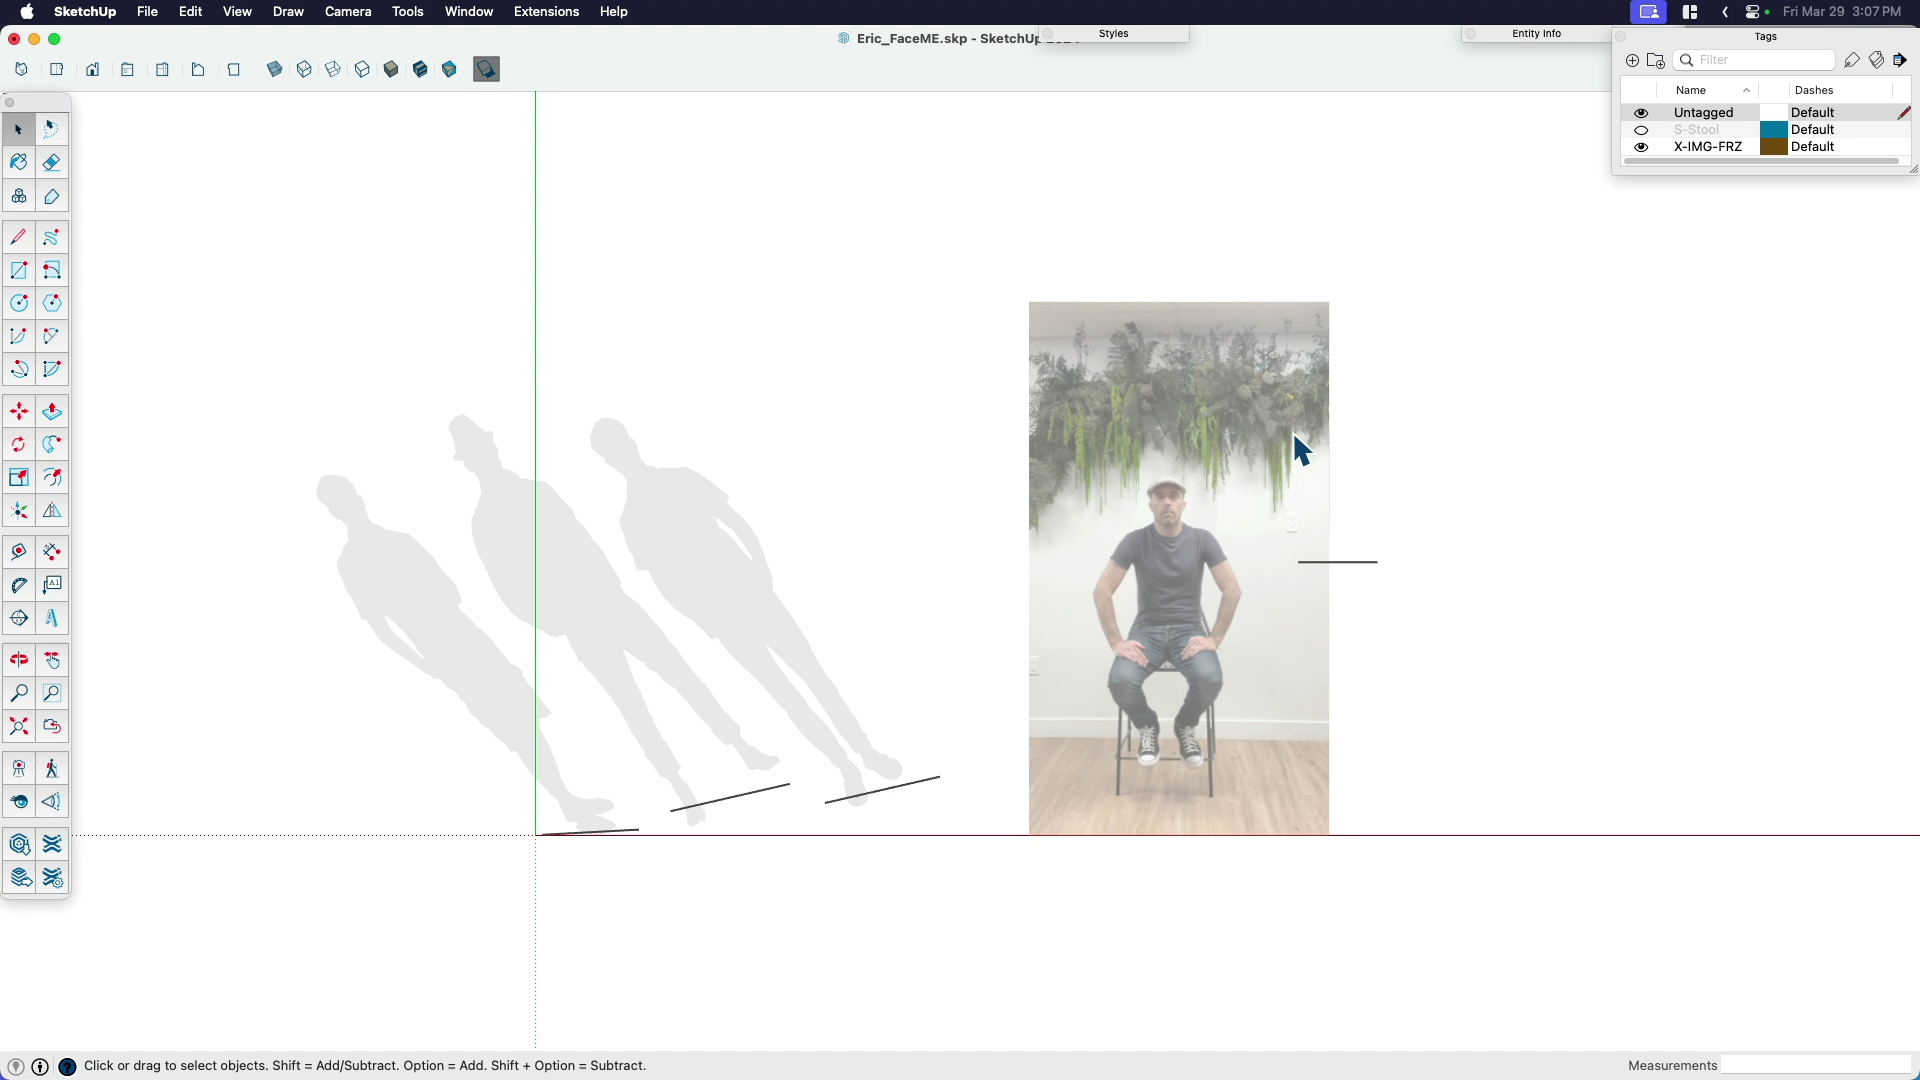 SketchUp File Edit View Draw Camera Tools Window Extensions Help Fri Mar 29 3:07 PM
Eric_FaceME.skp - SketchUp
Styles
Entity Info
Tags
Filter
Name Dashes
Untagged Default
S-Stool Default
X-IMG-FRZ Default
Click or drag to select objects. Shift = Add/Subtract. Option = Add. Shift + Option = Subtract.
Measurements